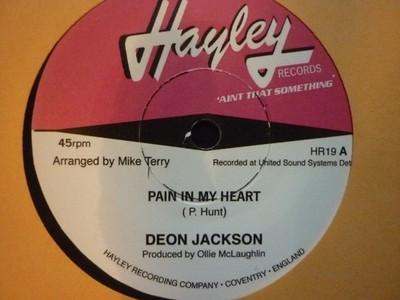 Hayley
RECORDS
'AINT THAT SOMETHING'
45rpm
HR19 A
Arranged by Mike Terry
Recorded at United Sound Systems Det
PAIN IN MY HEART
( P. Hunt)
DEON JACKSON
Produced by Ollie McLaughlin
HAYLEY RECORDING COMPANY • COVENTRY • ENGLAND